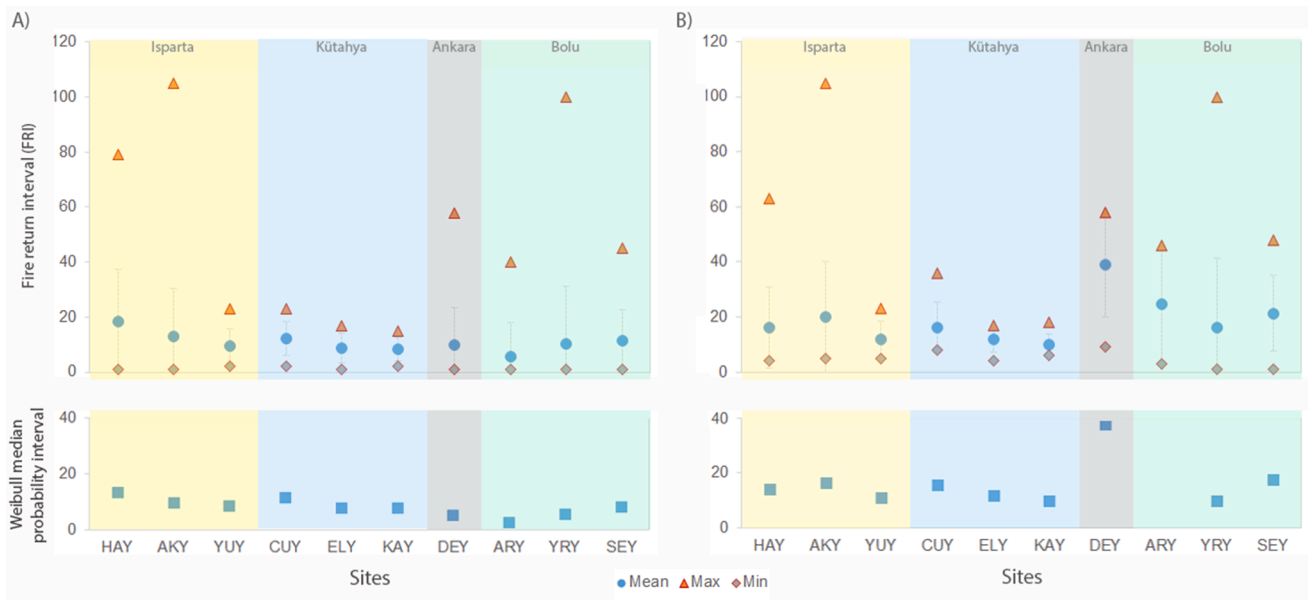 A)
B)
Isparta Kütahya Ankara Bolu
Isparta Kütahya Ankara Bolu
Fire return interval (FRI)
120
100
80
60
40
20
0
120
100
80
60
40
20
0
Weibull median
probability interval
40
20
0
40
20
0
HAY AKY YUY CUY ELY KAY DEY ARY YRY SEY
HAY AKY YUY CUY ELY KAY DEY ARY YRY SEY
Sites
Sites
Mean Max Min